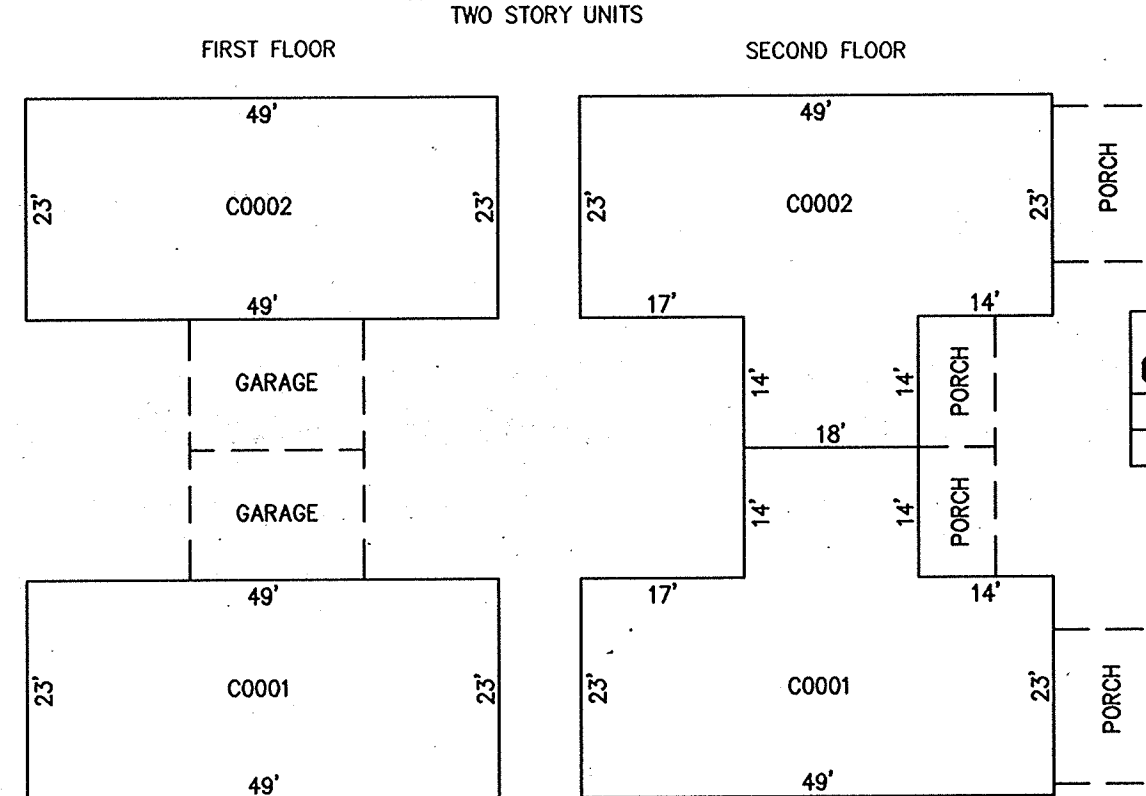 TWO STORY UNITS
FIRST FLOOR
SECOND FLOOR
49'
23'
C0002
23'
49'
GARAGE
GARAGE
49'
23'
C0001
23'
49'
49'
23'
C0002
23'
PORCH
17'
14'
14'
14'
PORCH
18'
14'
14'
PORCH
17'
14'
23'
C0001
23'
PORCH
49'